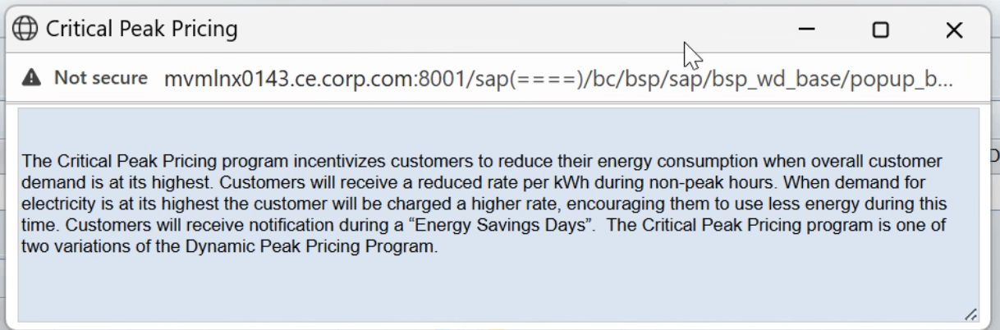 Critical Peak Pricing
Not secure mvmlnx0143.ce.corp.com:8001/sap(====)/bc/bsp/sap/bsp_wd_base/popup_b...
The Critical Peak Pricing program incentivizes customers to reduce their energy consumption when overall customer
demand is at its highest. Customers will receive a reduced rate per kWh during non-peak hours. When demand for
electricity is at its highest the customer will be charged a higher rate, encouraging them to use less energy during this
time. Customers will receive notification during a “Energy Savings Days”.  The Critical Peak Pricing program is one of
two variations of the Dynamic Peak Pricing Program.